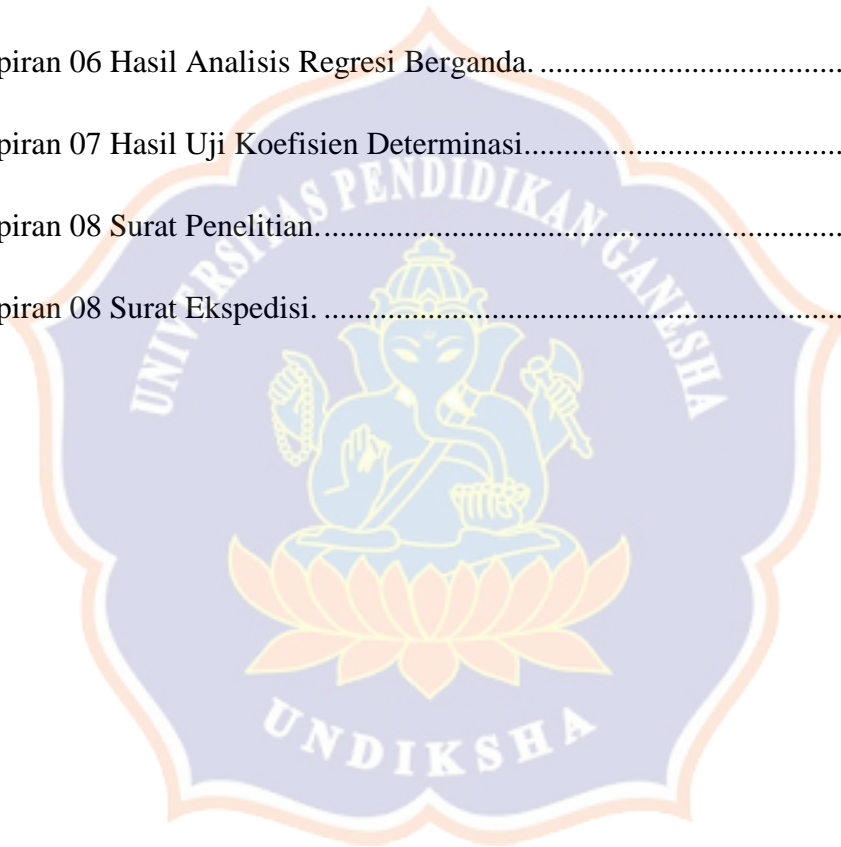 piran 06 Hasil Analisis Regresi Berganda. ........................................
piran 07 Hasil Uji Koefisien Determinasi..........................................
piran 08 Surat Penelitian...................................................................
piran 08 Surat Ekspedisi. ..................................................................
UNIVERSITAS PENDIDIKAN GANESHA
UNDIKSHA